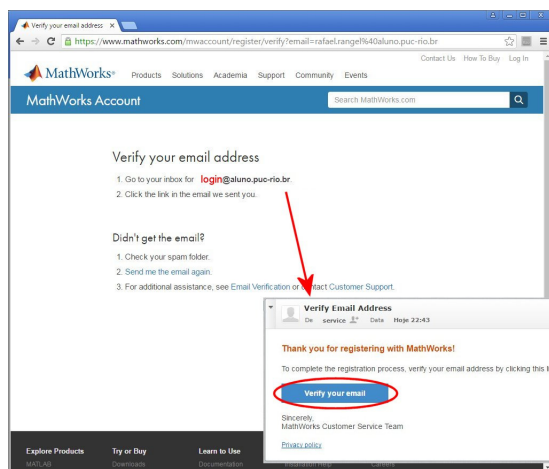 Verify your email address
https://www.mathworks.com/mwaccount/register/verify?email=rafael.rangel%40aluno.puc-rio.br
Contact Us How To Buy Log In
MathWorks® Products Solutions Academia Support Community Events
MathWorks Account
Search MathWorks.com
Verify your email address
1. Go to your inbox for login@aluno.puc-rio.br.
2. Click the link in the email we sent you.
Didn't get the email?
1. Check your spam folder.
2. Send me the email again.
3. For additional assistance, see Email Verification or contact Customer Support.
Verify Email Address
De service Data Hoje 22:43
Thank you for registering with MathWorks!
To complete the registration process, verify your email address by clicking this
Verify your email
Sincerely,
MathWorks Customer Service Team
Privacy policy
Explore Products Try or Buy Learn to Use
MATLAB Downloads Documentation Installation Help Careers